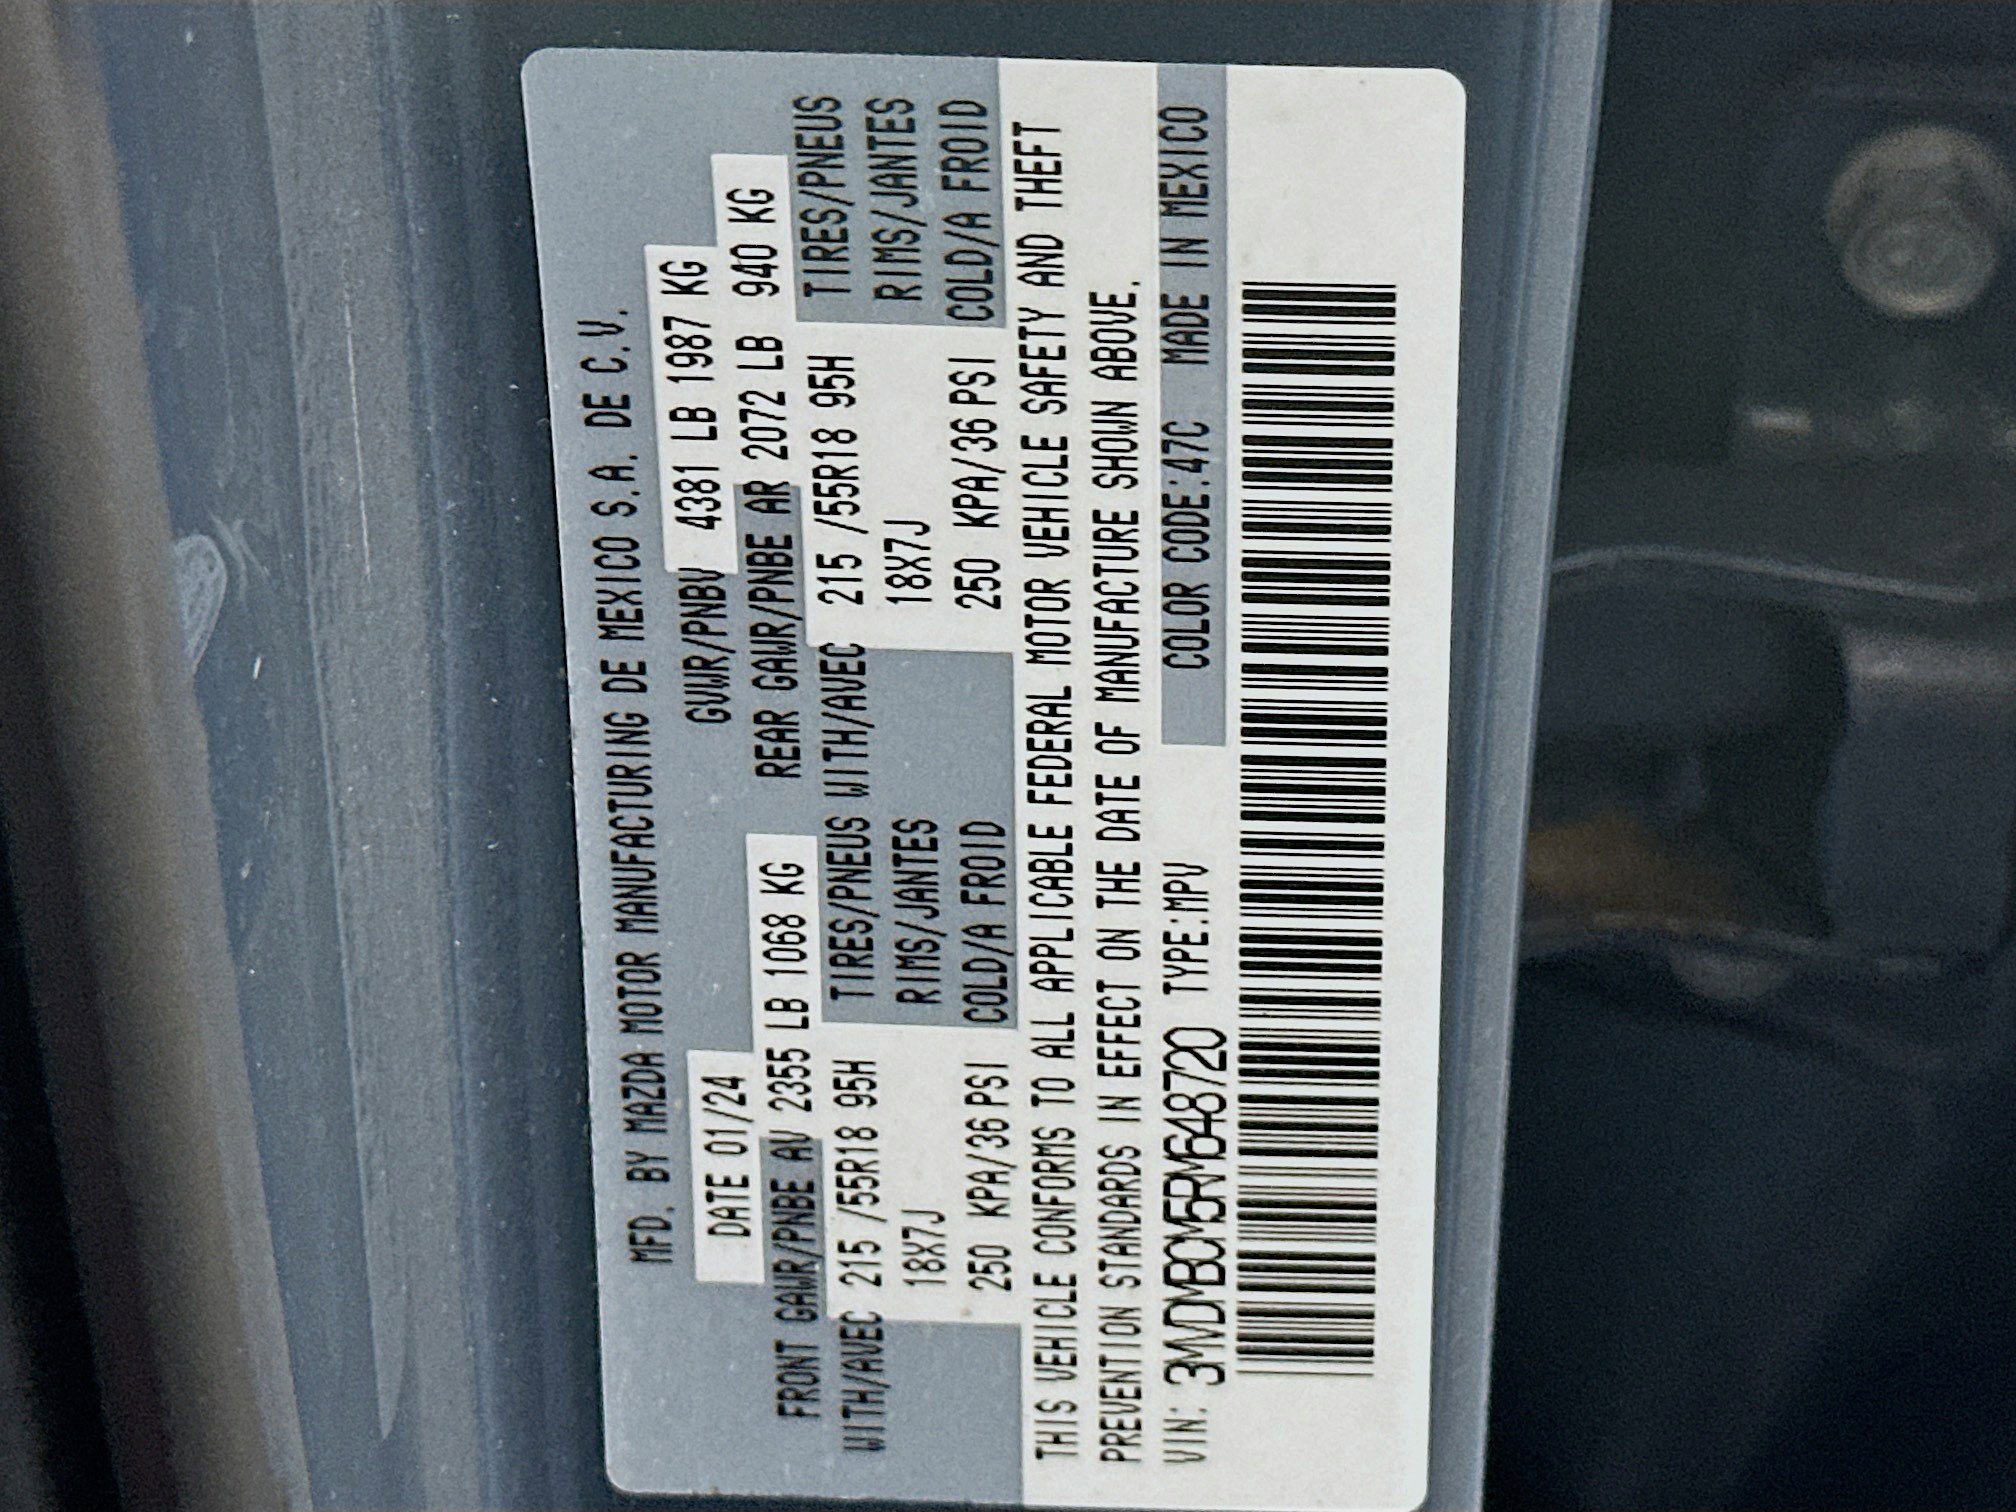 MFD. BY MAZDA MOTOR MANUFACTURING DE MEXICO S.A. DE C.V.
DATE 01/24 GVWR/PNBV 4381 LB 1987 KG
FRONT GAWR/PNBE AV 2355 LB 1068 KG REAR GAWR/PNBE AR 2072 LB 940 KG
WITH/AVEC 215 /55R18 95H TIRES/PNEUS WITH/AVEC 215 /55R18 95H TIRES/PNEUS
18X7J RIMS/JANTES 18X7J RIMS/JANTES
250 KPA/36 PSI COLD/A FROID 250 KPA/36 PSI COLD/A FROID
THIS VEHICLE CONFORMS TO ALL APPLICABLE FEDERAL MOTOR VEHICLE SAFETY AND THEFT
PREVENTION STANDARDS IN EFFECT ON THE DATE OF MANUFACTURE SHOWN ABOVE.
VIN: 3MVDMBCM5RM648720 TYPE:MPV COLOR CODE:47C MADE IN MEXICO